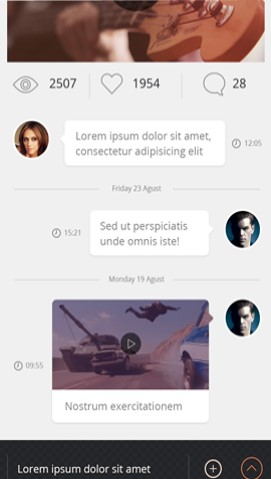 2507 1954 28
Lorem ipsum dolor sit amet,
consectetur adipisicing elit
12:05
Friday 23 Agust
15:21
Sed ut perspiciatis
unde omnis iste!
Monday 19 Agust
09:55
Nostrum exercitationem
Lorem ipsum dolor sit amet